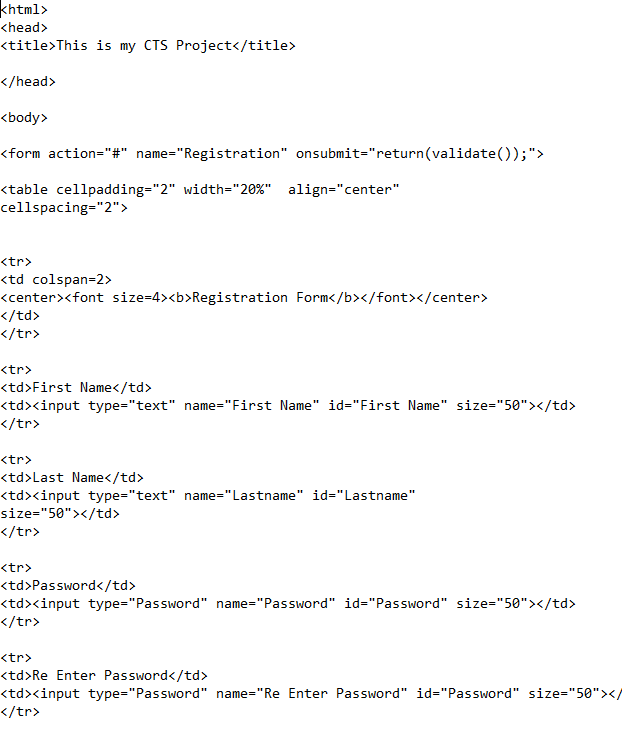 <html>
<head>
<title>This is my CTS Project</title>
</head>
<body>
<form action="#" name="Registration" onsubmit="return(validate());">
<table cellpadding="2" width="20%"  align="center"
cellspacing="2">
<tr>
<td colspan=2>
<center><font size=4><b>Registration Form</b></font></center>
</td>
</tr>
<tr>
<td>First Name</td>
<td><input type="text" name="First Name" id="First Name" size="50"></td>
</tr>
<tr>
<td>Last Name</td>
<td><input type="text" name="Lastname" id="Lastname"
size="50"></td>
</tr>
<tr>
<td>Password</td>
<td><input type="Password" name="Password" id="Password" size="50"></td>
</tr>
<tr>
<td>Re Enter Password</td>
<td><input type="Password" name="Re Enter Password" id="Password" size="50"></
</tr>